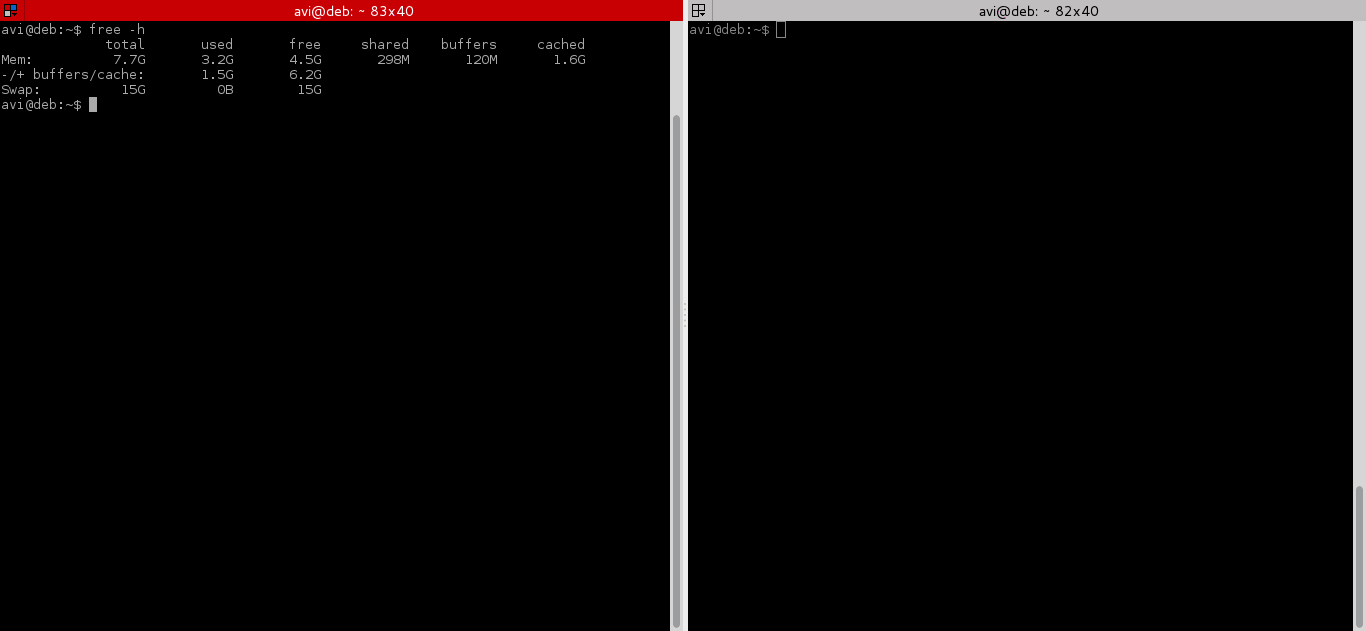 avi@deb: ~ 83x40
avi@deb:~$ free -h
             total       used       free     shared    buffers     cached
Mem:          7.7G       3.2G       4.5G       298M       120M       1.6G
-/+ buffers/cache:       1.5G       6.2G
Swap:          15G         0B        15G
avi@deb:~$
avi@deb: ~ 82x40
avi@deb:~$